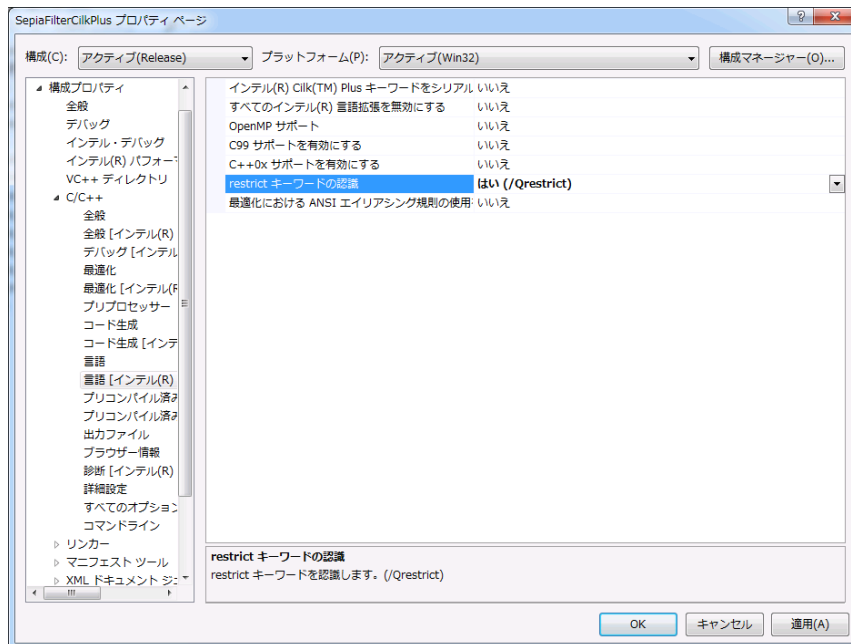 SepiaFilterCilkPlus プロパティ ページ
構成(C): アクティブ(Release) プラットフォーム(P): アクティブ(Win32) 構成マネージャー(O)...
構成プロパティ
全般
デバッグ
インテル・デバッグ
インテル(R) パフォー
VC++ ディレクトリ
C/C++
全般
全般 [インテル(R)
デバッグ [インテル
最適化
最適化 [インテル(R
プリプロセッサー
コード生成
コード生成 [インテ
言語
言語 [インテル(R)
プリコンパイル済み
プリコンパイル済み
出力ファイル
ブラウザー情報
診断 [インテル(R)
詳細設定
すべてのオプション
コマンドライン
リンカー
マニフェスト ツール
XML ドキュメント ジェ
インテル(R) Cilk(TM) Plus キーワードをシリアル いいえ
すべてのインテル(R) 言語拡張を無効にする いいえ
OpenMP サポート いいえ
C99 サポートを有効にする いいえ
C++0x サポートを有効にする いいえ
restrict キーワードの認識 はい (/Qrestrict)
最適化における ANSI エイリアシング規則の使用 いいえ
restrict キーワードの認識
restrict キーワードを認識します。(/Qrestrict)
OK キャンセル 適用(A)